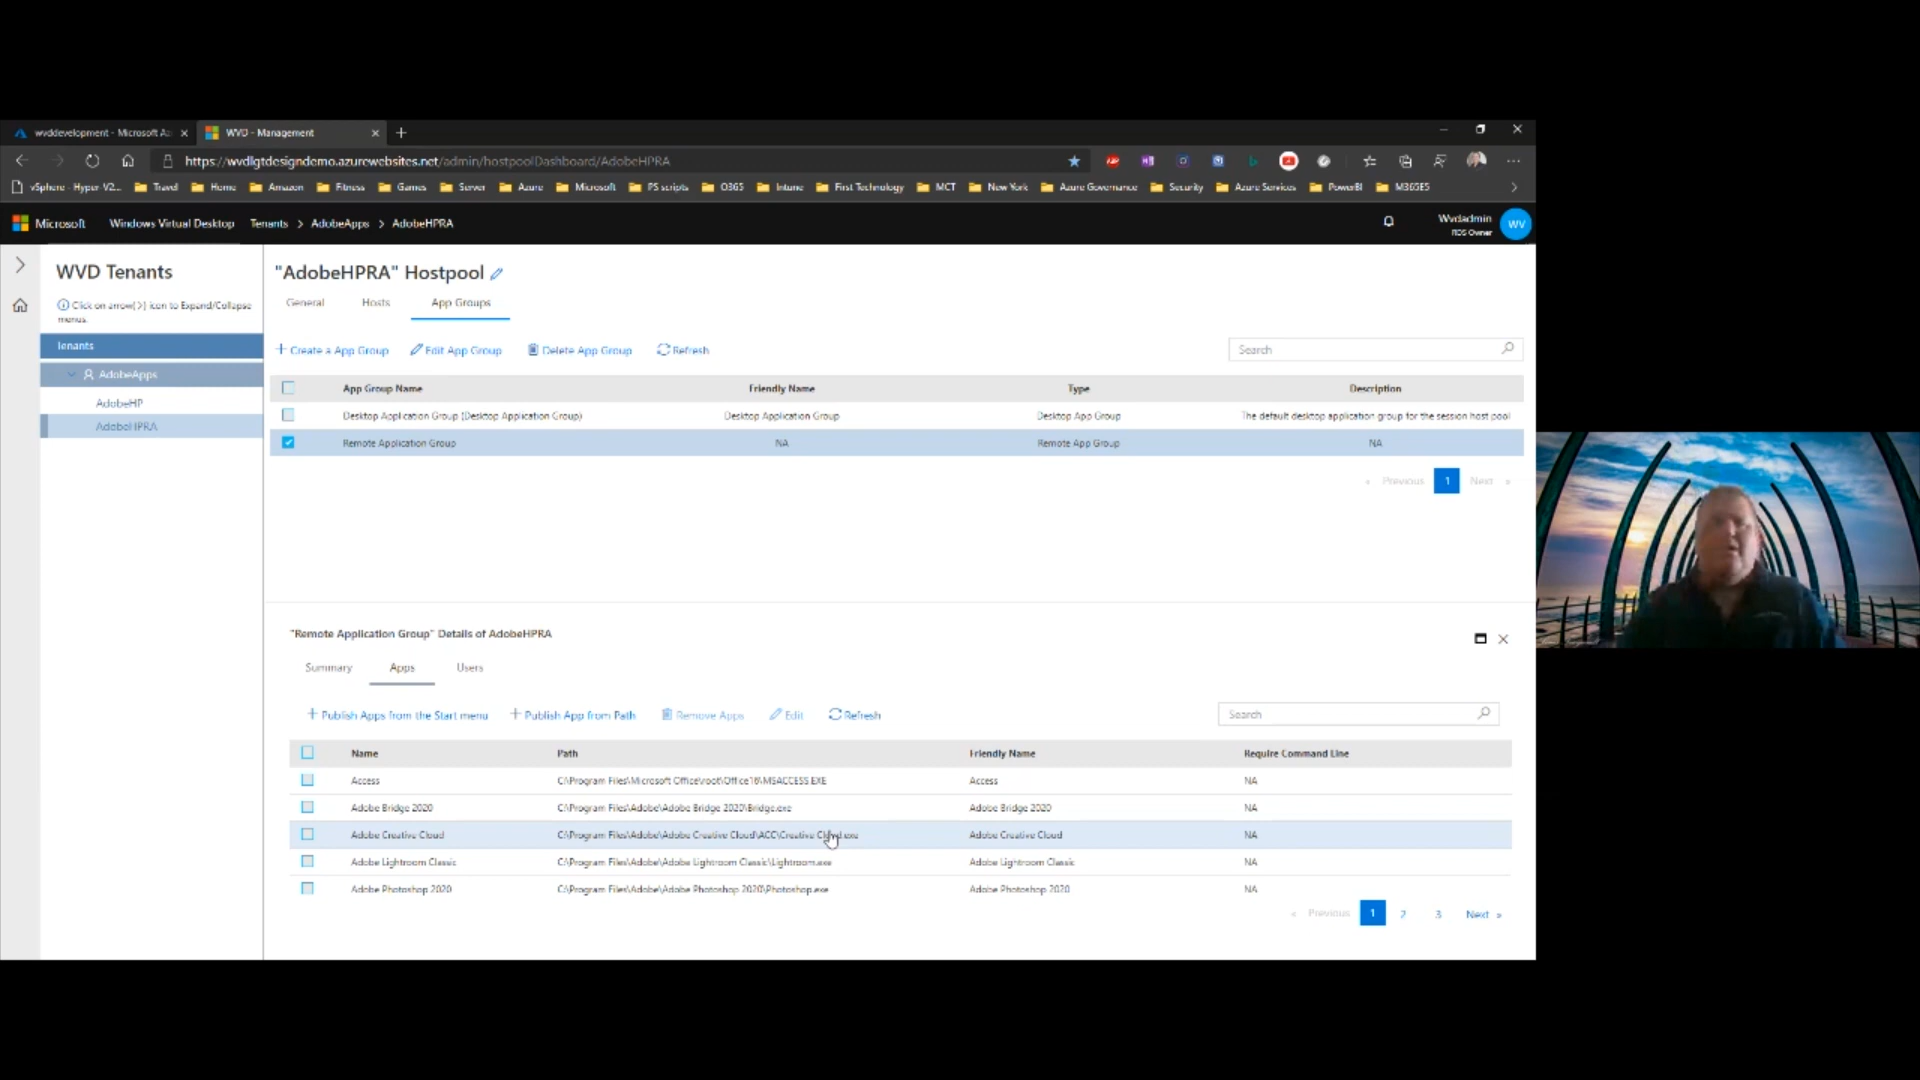 wvddevelopment - Microsoft Az
WVD - Management
https://wvdlgtdesigndemo.azurewebsites.net/admin/hostpoolDashboard/AdobeHPRA
vSphere - Hyper-V2... Travel Home Amazon Fitness Games Server Azure Microsoft PS scripts O365 Intune First Technology MCT New York Azure Governance Security Azure Services PowerBI M365E5
Microsoft Windows Virtual Desktop Tenants > AdobeApps > AdobeHPRA
Wvdadmin
RDS Owner
WV
WVD Tenants
Click on arrow(>) icon to Expand/Collapse
menus.
Tenants
AdobeApps
AdobeHP
AdobeHPRA
"AdobeHPRA" Hostpool
General Hosts App Groups
Create a App Group Edit App Group Delete App Group Refresh Search
App Group Name Friendly Name Type Description
Desktop Application Group (Desktop Application Group) Desktop Application Group Desktop App Group The default desktop application group for the session host pool
Remote Application Group NA Remote App Group NA
« Previous 1 Next »
"Remote Application Group" Details of AdobeHPRA
Summary Apps Users
Publish Apps from the Start menu Publish App from Path Remove Apps Edit Refresh Search
Name Path Friendly Name Require Command Line
Access C:\Program Files\Microsoft Office\root\Office16\MSACCESS.EXE Access NA
Adobe Bridge 2020 C:\Program Files\Adobe\Adobe Bridge 2020\Bridge.exe Adobe Bridge 2020 NA
Adobe Creative Cloud C:\Program Files\Adobe\Adobe Creative Cloud\ACC\Creative Cloud.exe Adobe Creative Cloud NA
Adobe Lightroom Classic C:\Program Files\Adobe\Adobe Lightroom Classic\Lightroom.exe Adobe Lightroom Classic NA
Adobe Photoshop 2020 C:\Program Files\Adobe\Adobe Photoshop 2020\Photoshop.exe Adobe Photoshop 2020 NA
« Previous 1 2 3 Next »